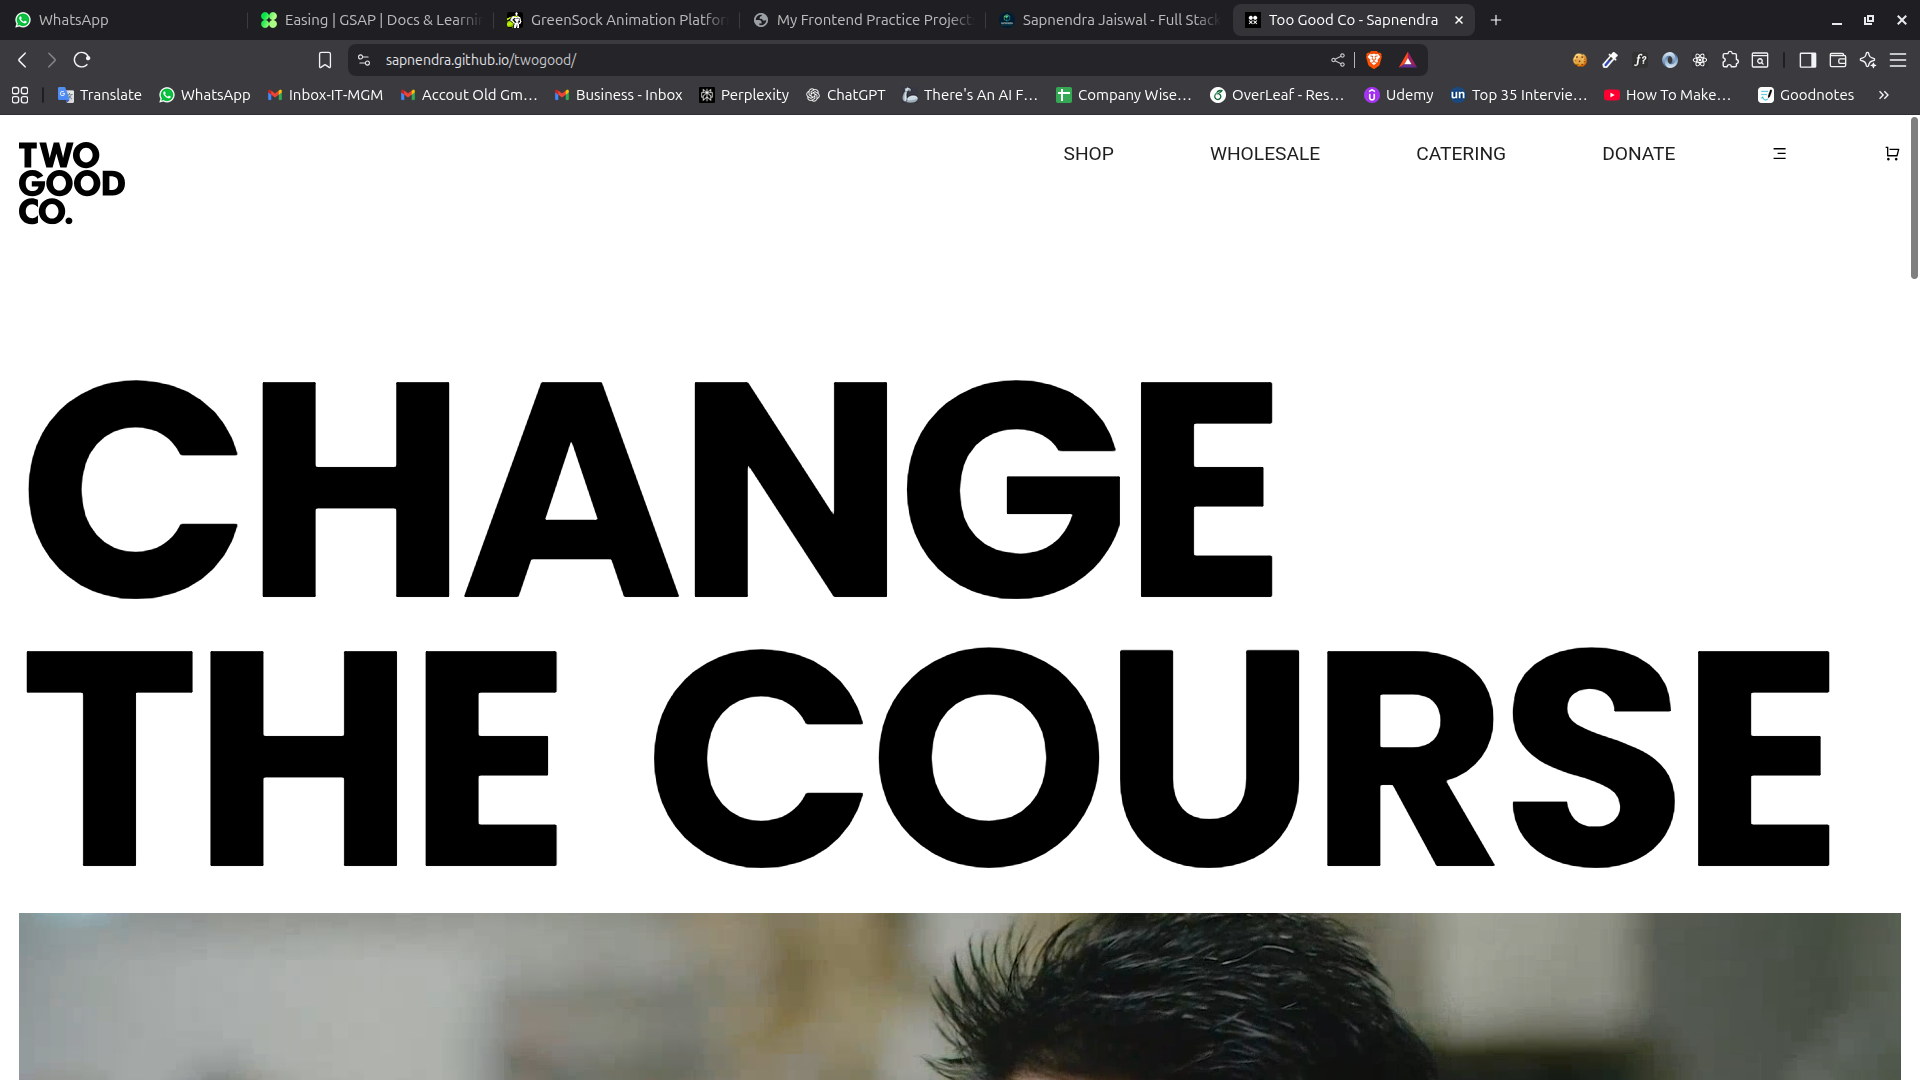 WhatsApp
Easing | GSAP | Docs & Learni
GreenSock Animation Platfor
My Frontend Practice Project
Sapnendra Jaiswal - Full Stack
Too Good Co - Sapnendra
sapnendra.github.io/twogood/
Translate
WhatsApp
Inbox-IT-MGM
Accout Old Gm...
Business - Inbox
Perplexity
ChatGPT
There's An AI F...
Company Wise...
OverLeaf - Res...
Udemy
Top 35 Intervie...
How To Make...
Goodnotes
TWO
GOOD
CO.
SHOP
WHOLESALE
CATERING
DONATE
CHANGE
THE COURSE